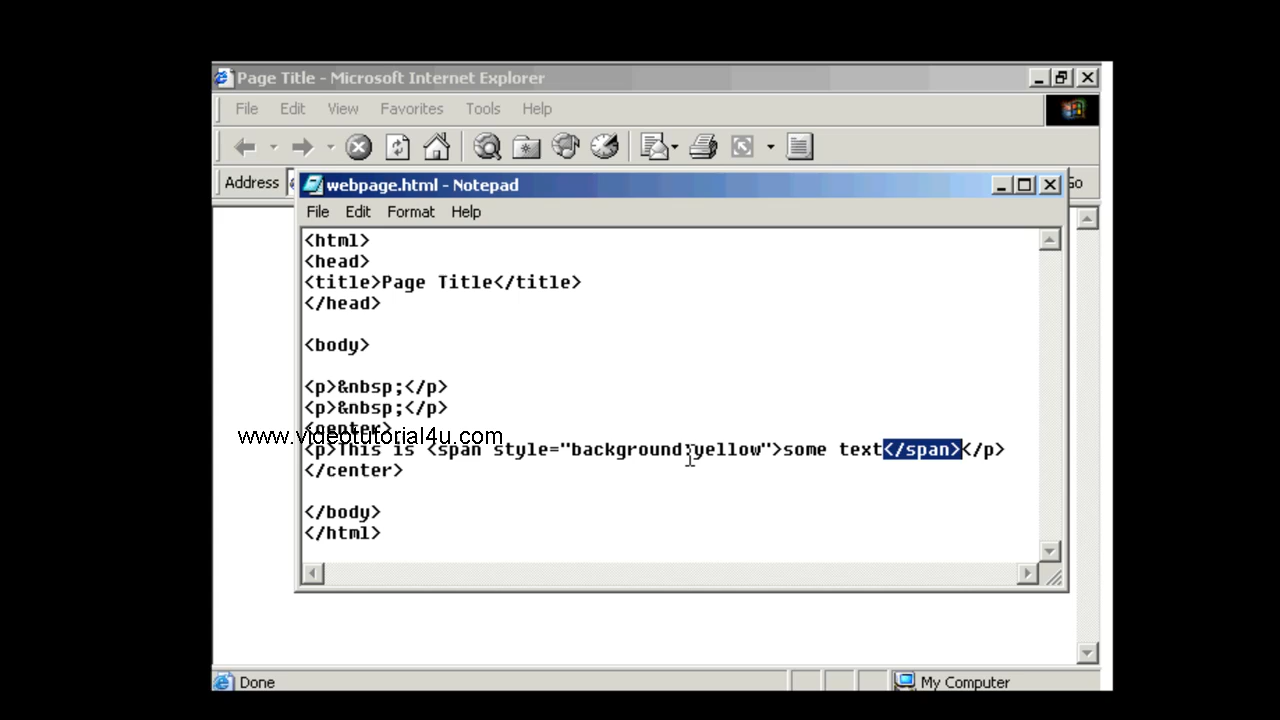 Page Title - Microsoft Internet Explorer
File Edit View Favorites Tools Help
Address
webpage.html - Notepad
File Edit Format Help
<html>
<head>
<title>Page Title</title>
</head>
<body>
<p>&nbsp;</p>
<p>&nbsp;</p>
<center>
www.videotutorial4u.com
<p>This is <span style="background:yellow">some text</span></p>
</center>
</body>
</html>
Done My Computer